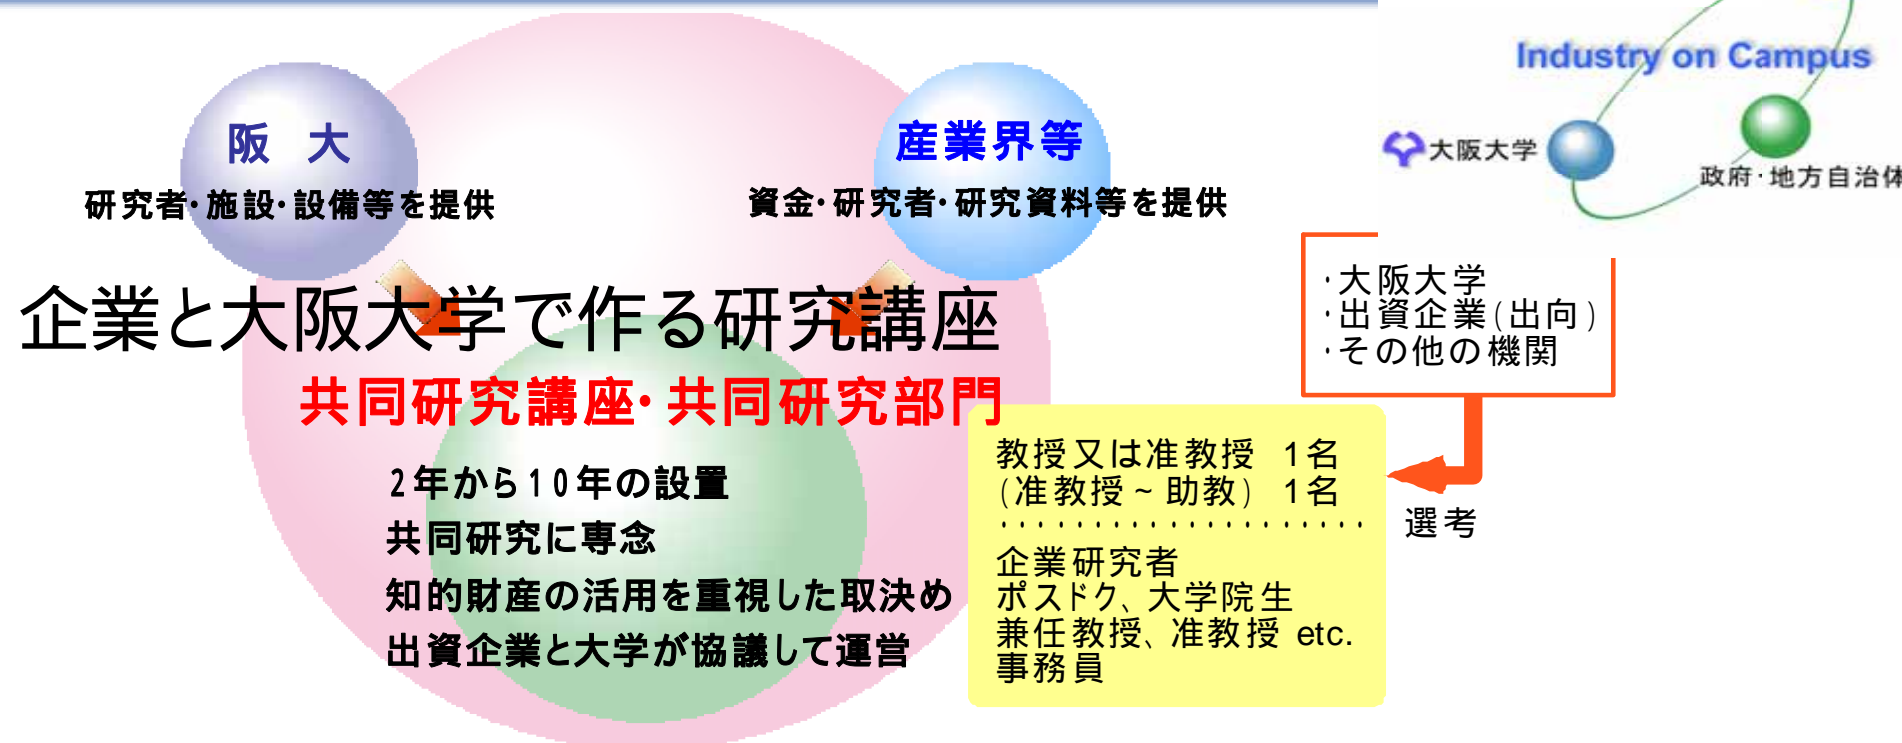 Industry on Campus
大阪大学
政府・地方自治体
阪 大
研究者・施設・設備等を提供
産業界等
資金・研究者・研究資料等を提供
企業と大阪大学で作る研究講座
共同研究講座・共同研究部門
2年から10年の設置
共同研究に専念
知的財産の活用を重視した取決め
出資企業と大学が協議して運営
・大阪大学
・出資企業(出向)
・その他の機関
選考
教授又は准教授 1名
(准教授~助教) 1名
・・・・・・・・・・・・・・・・・・・・
企業研究者
ポスドク、大学院生
兼任教授、准教授 etc.
事務員